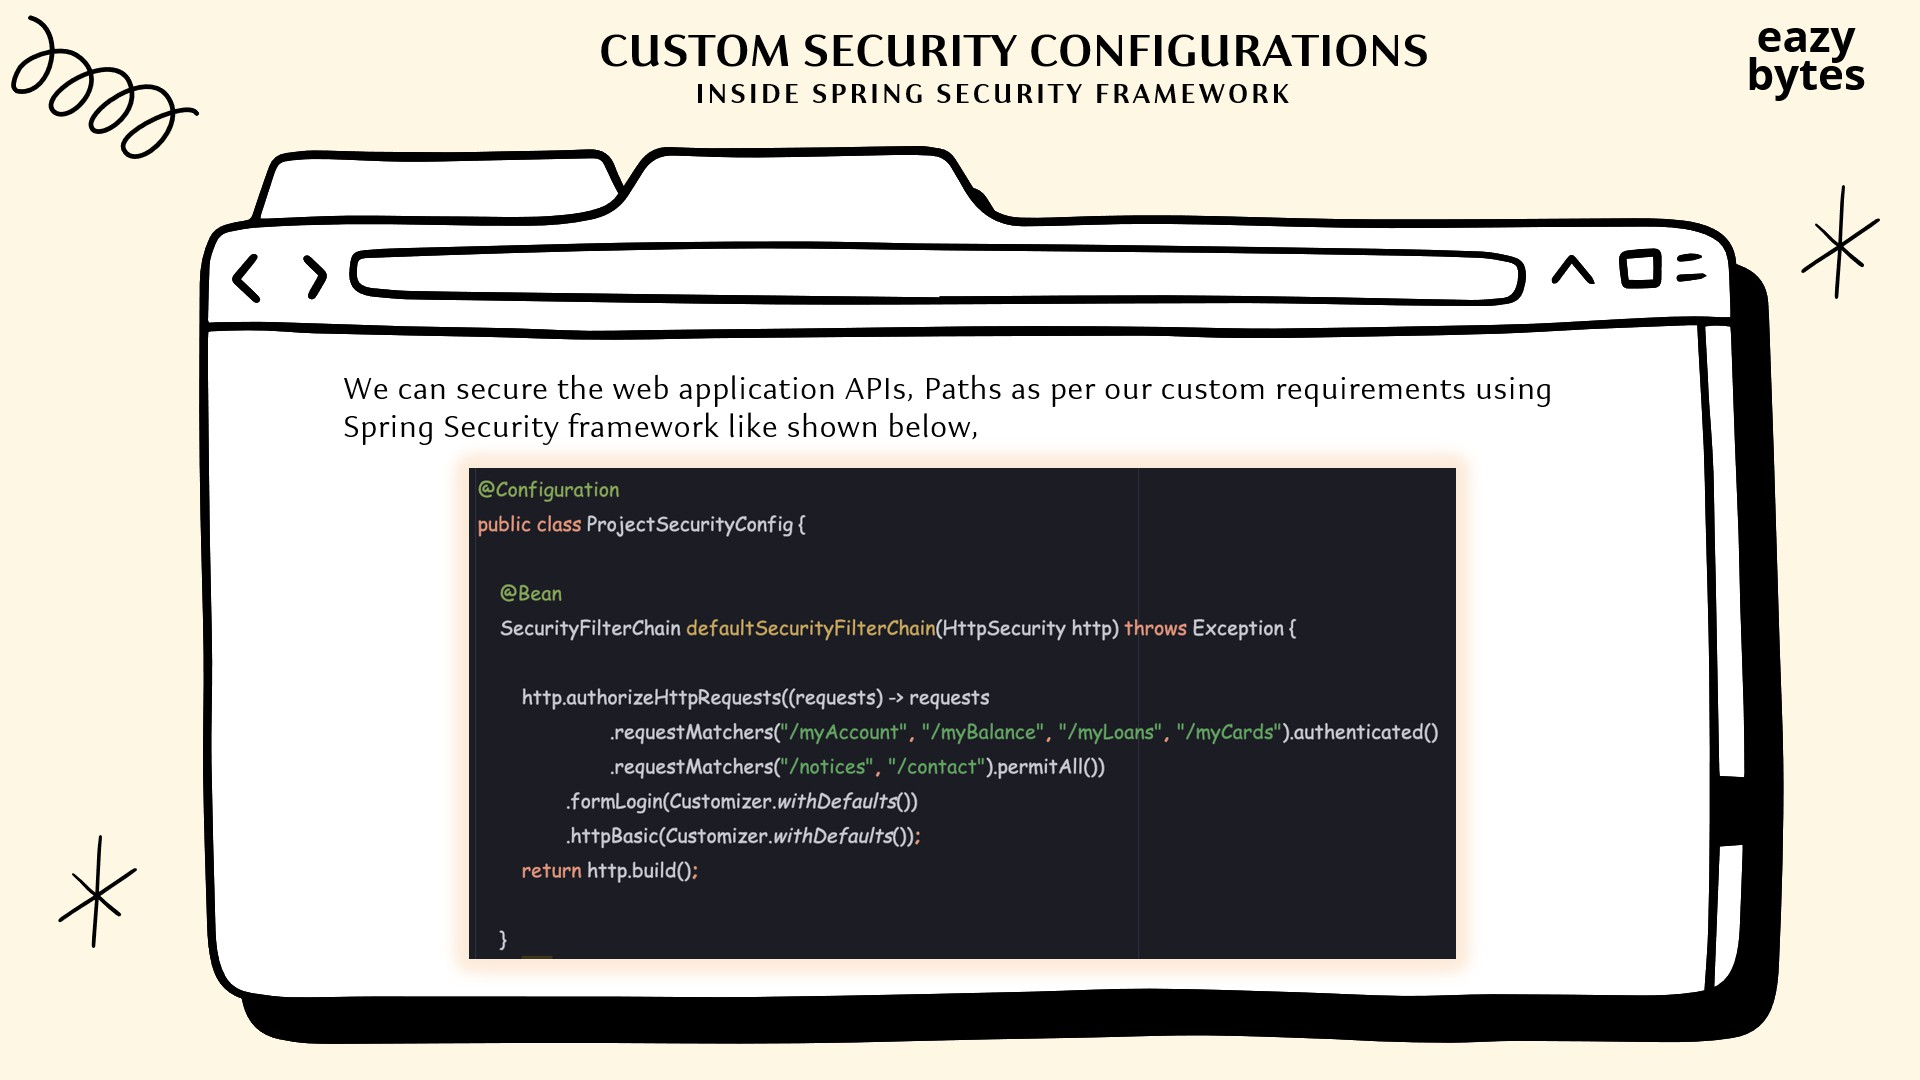 CUSTOM SECURITY CONFIGURATIONS
INSIDE SPRING SECURITY FRAMEWORK
eazy
bytes
We can secure the web application APIs, Paths as per our custom requirements using
Spring Security framework like shown below,
@Configuration
public class ProjectSecurityConfig {
@Bean
SecurityFilterChain defaultSecurityFilterChain(HttpSecurity http) throws Exception {
http.authorizeHttpRequests((requests) -> requests
.requestMatchers("/myAccount", "/myBalance", "/myLoans", "/myCards").authenticated()
.requestMatchers("/notices", "/contact").permitAll())
.formLogin(Customizer.withDefaults())
.httpBasic(Customizer.withDefaults());
return http.build();
}